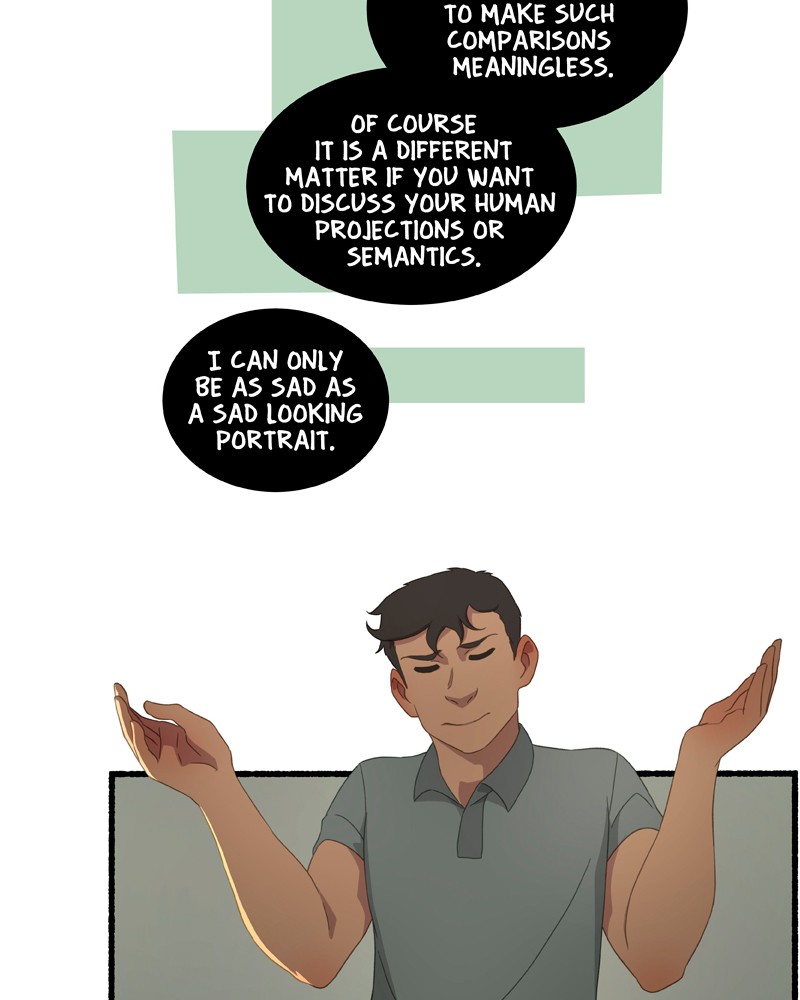 TO MAKE SUCH
COMPARISONS
MEANINGLESS.
OF COURSE
IT IS A DIFFERENT
MATTER IF YOU WANT
TO DISCUSS YOUR HUMAN
PROJECTIONS OR
SEMANTICS.
I CAN ONLY
BE AS SAD AS
A SAD LOOKING
PORTRAIT.